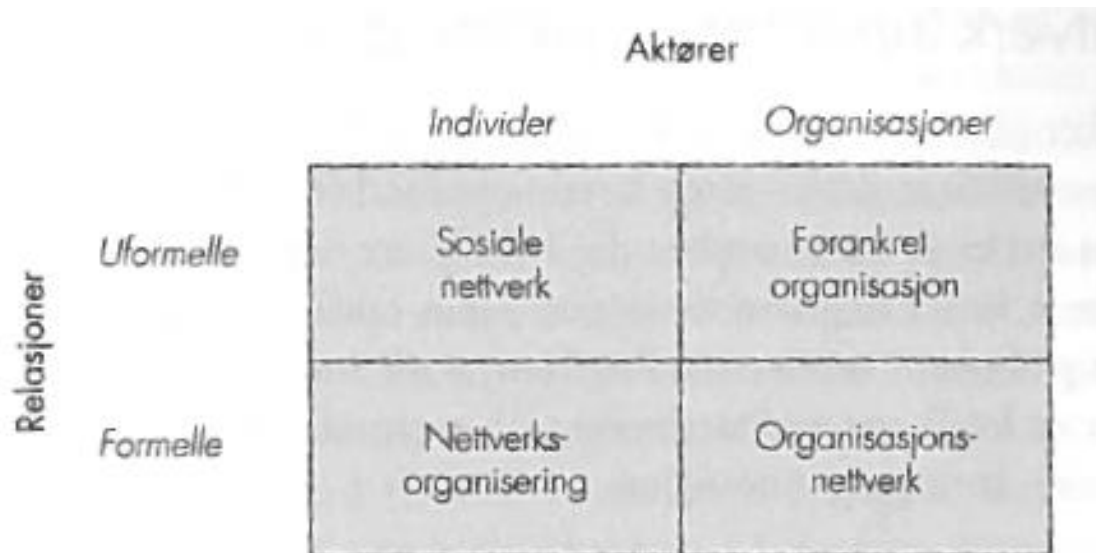 Aktører
Individer Organisasjoner
Relasjoner
Uformelle
Sosiale
nettverk
Forankret
organisasjon
Formelle
Nettverks-
organisering
Organisasjons-
nettverk